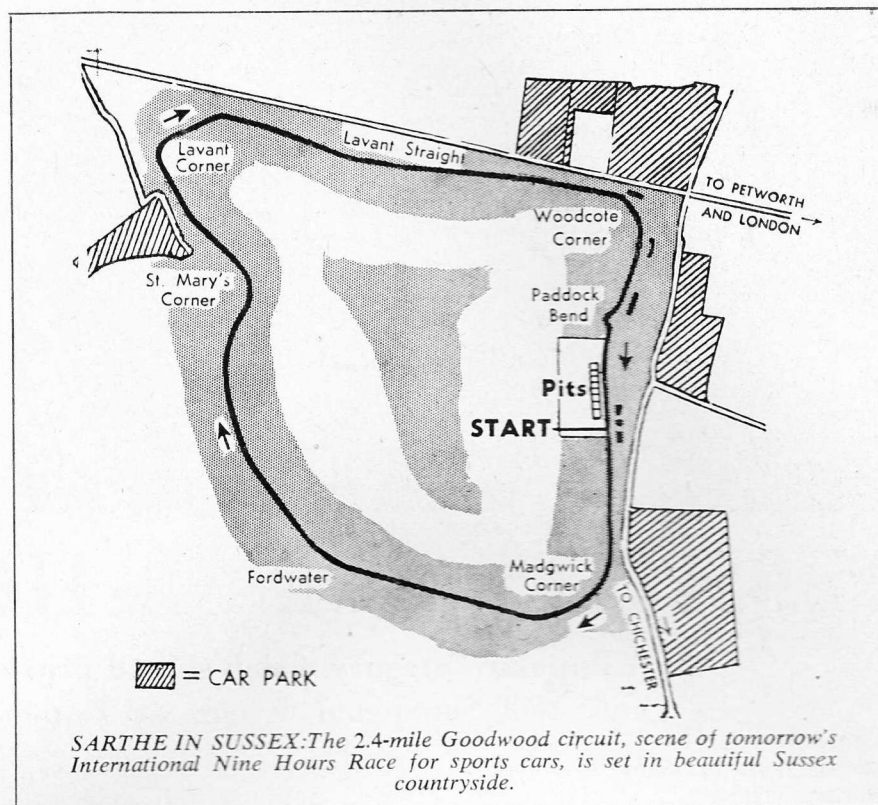 Lavant
Corner
Lavant Straight
TO PETWORTH
AND LONDON
Woodcote
Corner
St. Mary's
Corner
Paddock
Bend
Pits
START
Madgwick
Corner
Fordwater
TO CHICHESTER
= CAR PARK
SARTHE IN SUSSEX:The 2.4-mile Goodwood circuit, scene of tomorrow's
International Nine Hours Race for sports cars, is set in beautiful Sussex
countryside.